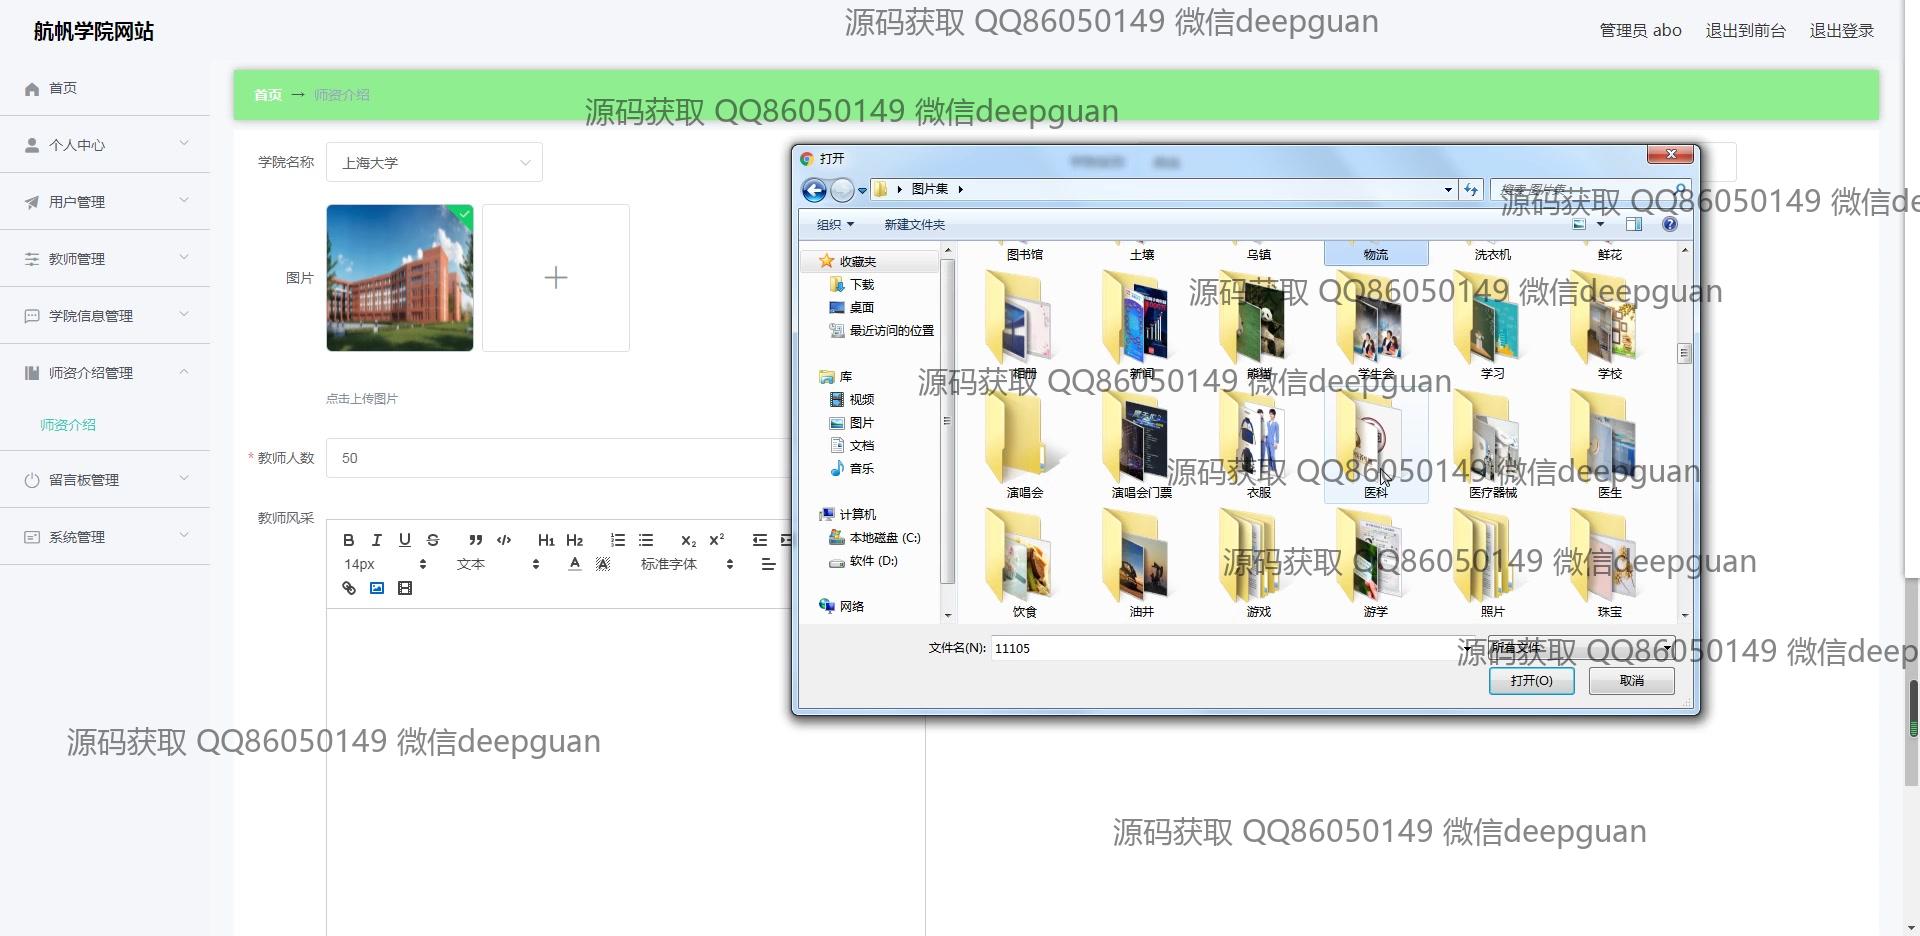 航帆学院网站
源码获取 QQ86050149 微信deepguan
管理员 abo
退出到前台
退出登录
首页
个人中心
用户管理
教师管理
学院信息管理
师资介绍管理
师资介绍
留言板管理
系统管理
首页 → 师资介绍
源码获取 QQ86050149 微信deepguan
学院名称
上海大学
图片
点击上传图片
* 教师人数
50
教师风采
B I U S H1 H2 X₂ X²
14px
文本
A
标准字体
打开
图片集
源码获取 QQ86050149 微信de
组织
新建文件夹
收藏夹
下载
桌面
最近访问的位置
库
视频
图片
文档
音乐
计算机
本地磁盘 (C:)
软件 (D:)
网络
图书馆
土壤
乌镇
物流
洗衣机
鲜花
源码获取 QQ86050149 微信deepguan
相册
新闻
熊猫
学生会
学习
学校
源码获取 QQ86050149 微信deepguan
演唱会
演唱会门票
衣服
医科
医疗器械
医生
源码获取 QQ86050149 微信deepguan
饮食
油井
游戏
游学
照片
珠宝
源码获取 QQ86050149 微信deepguan
文件名(N):
11105
所有文件
源码获取 QQ86050149 微信deep
打开(O)
取消
源码获取 QQ86050149 微信deepguan
源码获取 QQ86050149 微信deepguan